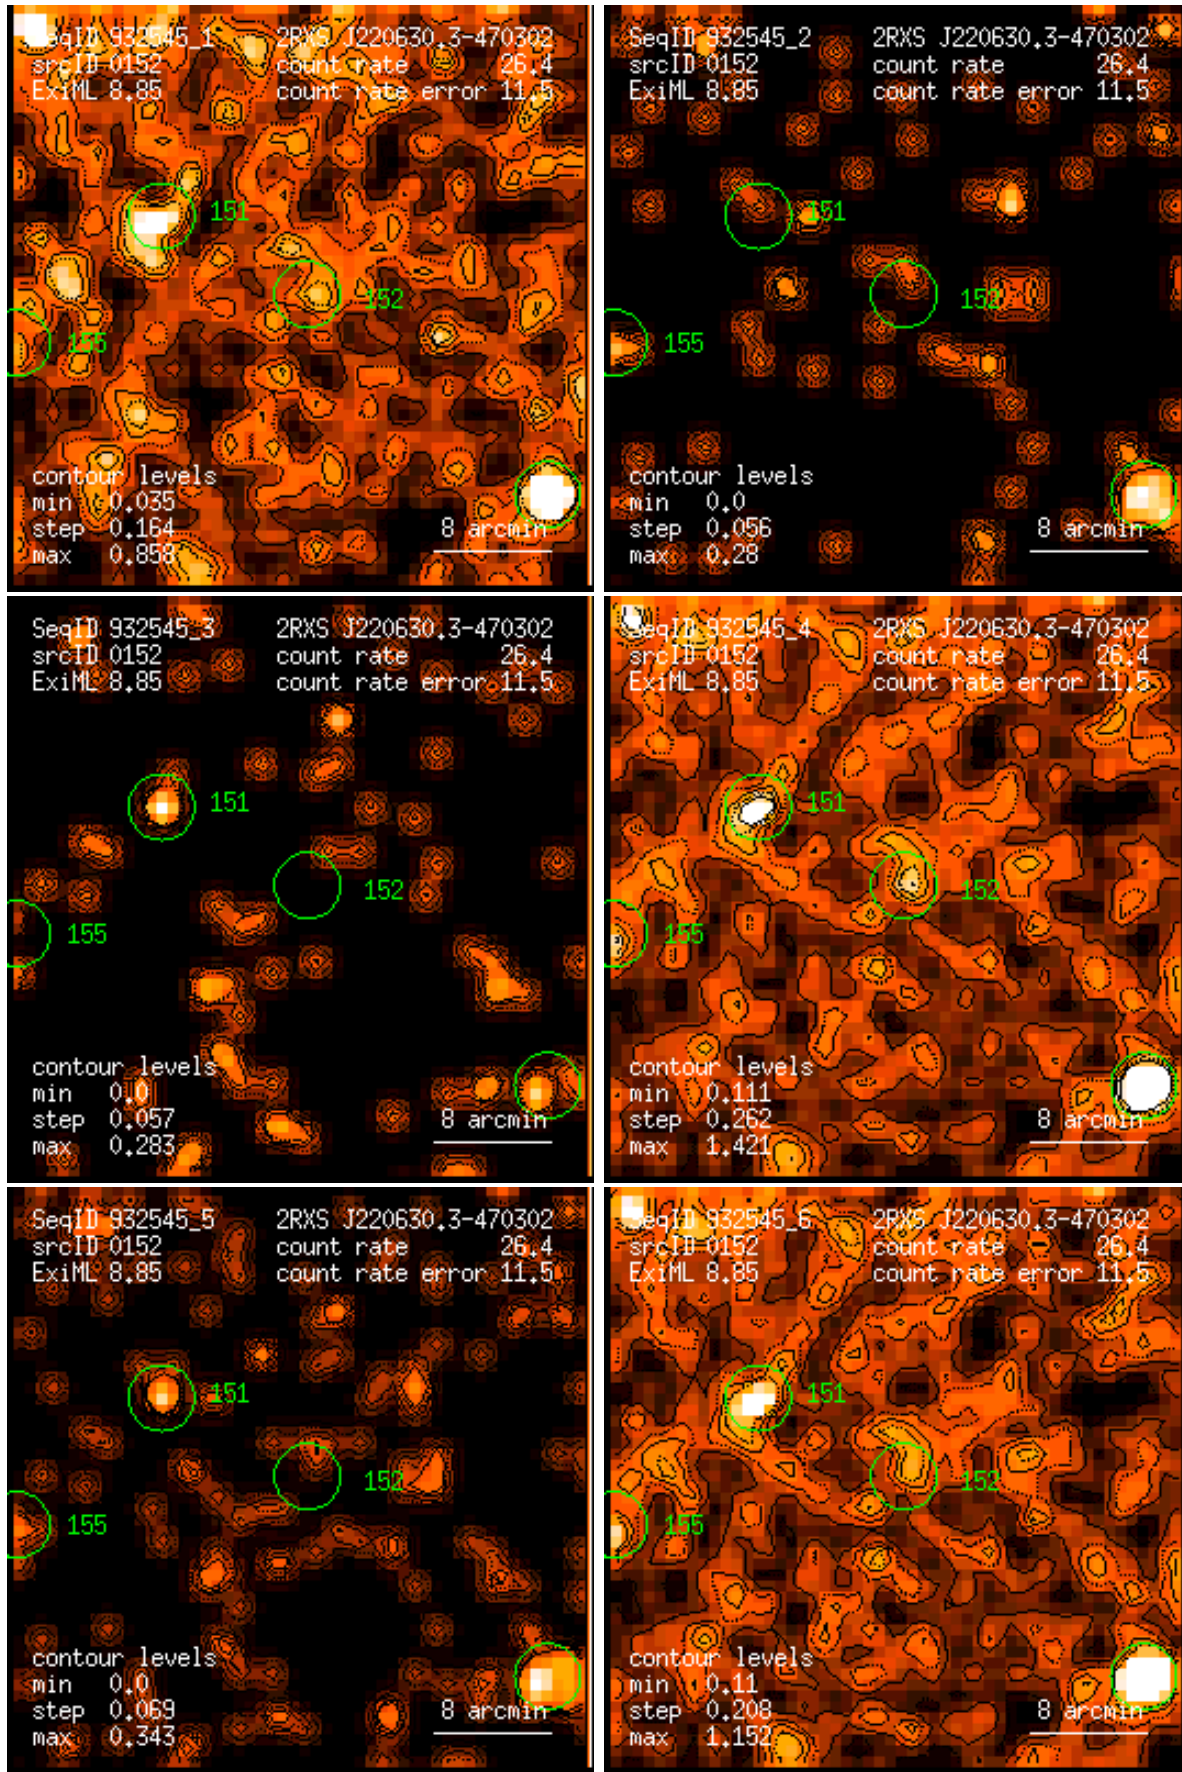 SeqID 932545_1 2RXS J220630.3-470302
srcID 0152 count rate 26.4
ExiML 8.85 count rate error 11.5
151
152
155
contour levels
min 0.035
step 0.164 8 arcmin
max 0.858
SeqID 932545_2 2RXS J220630.3-470302
srcID 0152 count rate 26.4
ExiML 8.85 count rate error 11.5
151
152
155
contour levels
min 0.0
step 0.056 8 arcmin
max 0.28
SeqID 932545_3 2RXS J220630.3-470302
srcID 0152 count rate 26.4
ExiML 8.85 count rate error 11.5
151
152
155
contour levels
min 0.0
step 0.057 8 arcmin
max 0.283
SeqID 932545_4 2RXS J220630.3-470302
srcID 0152 count rate 26.4
ExiML 8.85 count rate error 11.5
151
152
155
contour levels
min 0.111
step 0.262 8 arcmin
max 1.421
SeqID 932545_5 2RXS J220630.3-470302
srcID 0152 count rate 26.4
ExiML 8.85 count rate error 11.5
151
152
155
contour levels
min 0.0
step 0.069 8 arcmin
max 0.343
SeqID 932545_6 2RXS J220630.3-470302
srcID 0152 count rate 26.4
ExiML 8.85 count rate error 11.5
151
152
155
contour levels
min 0.11
step 0.208 8 arcmin
max 1.152